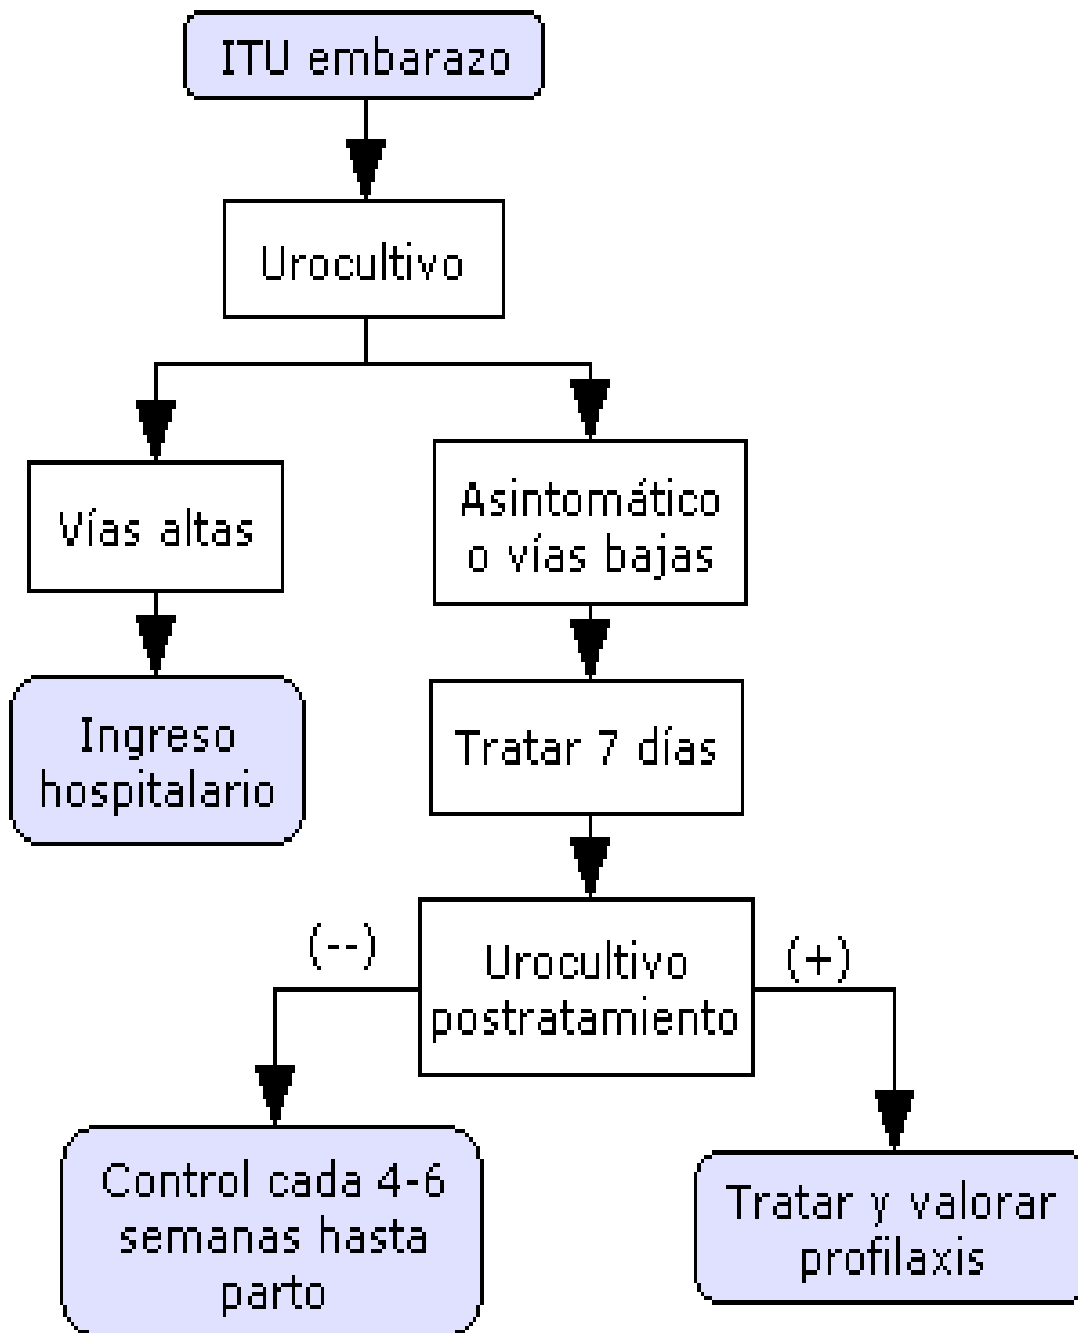 ITU embarazo
Urocultivo
Vías altas
Asintomático
o vías bajas
Ingreso
hospitalario
Tratar 7 días
(--)
Urocultivo
postratamiento
(+)
Control cada 4-6
semanas hasta
parto
Tratar y valorar
profilaxis